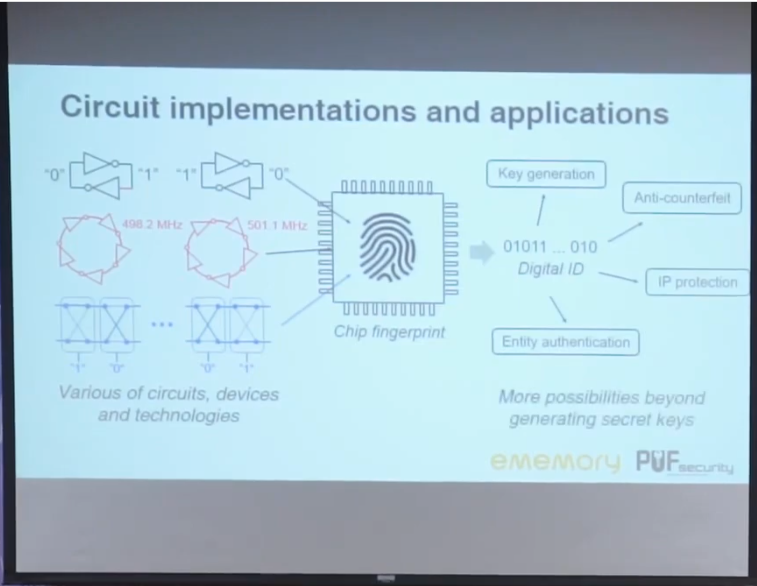 Circuit implementations and applications
"0" "1" "1" "0"
498.2 MHz 501.1 MHz
"1" "0" "0" "1"
Various of circuits, devices
and technologies
Chip fingerprint
Key generation
Anti-counterfeit
01011 ... 010
Digital ID
IP protection
Entity authentication
More possibilities beyond
generating secret keys
eMEMORY PUFsecurity